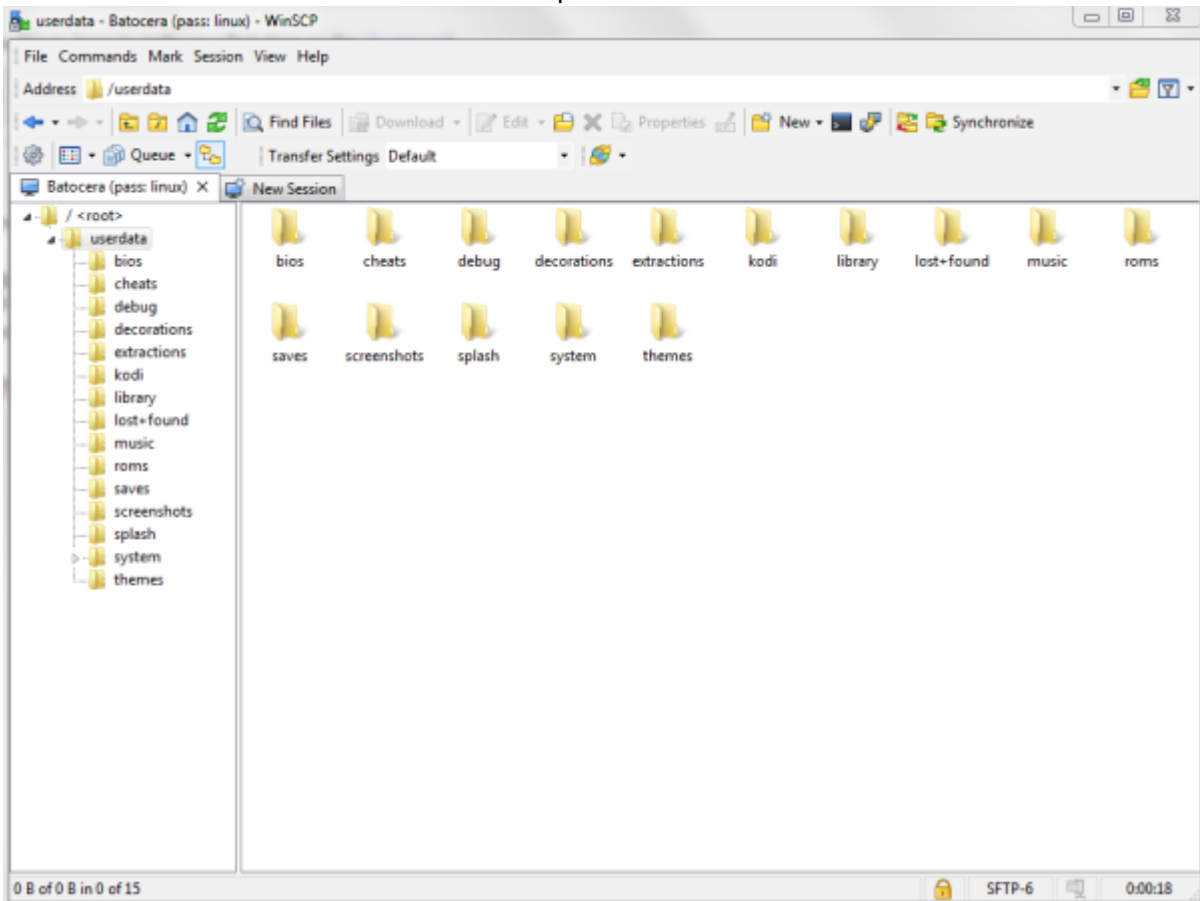 userdata - Batocera (pass: linux) - WinSCP
File Commands Mark Session View Help
Address /userdata
Find Files Download Edit Properties New Synchronize
Queue Transfer Settings Default
Batocera (pass: linux) New Session
/ <root>
userdata
bios
cheats
debug
decorations
extractions
kodi
library
lost+found
music
roms
saves
screenshots
splash
system
themes
bios cheats debug decorations extractions kodi library lost+found music roms
saves screenshots splash system themes
0 B of 0 B in 0 of 15 SFTP-6 0:00:18